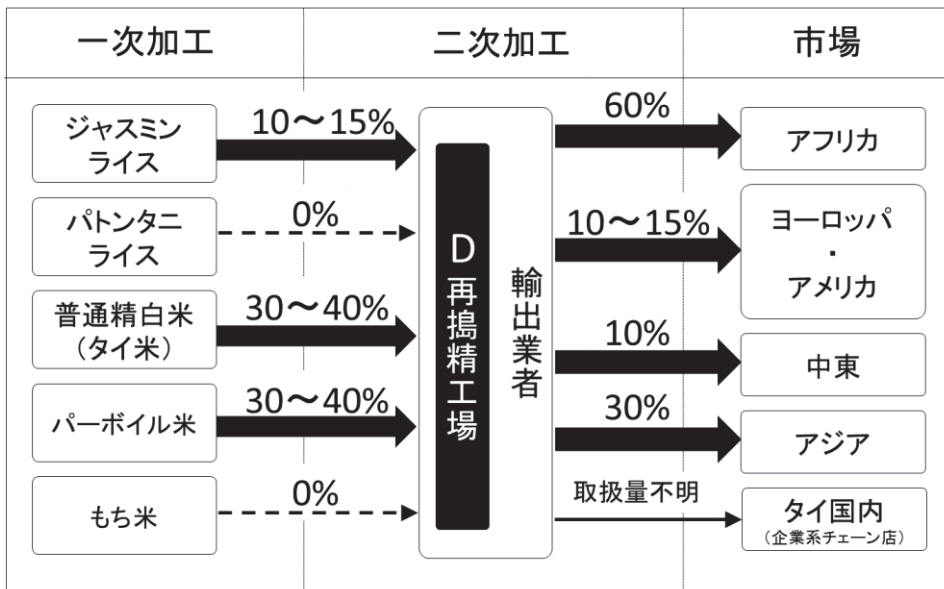 一次加工
二次加工
市場
ジャスミン
ライス
10～15%
パトンタニ
ライス
0%
普通精白米
(タイ米)
30～40%
パーボイル米
30～40%
もち米
0%
D再搗精工場
輸出業者
60%
アフリカ
10～15%
ヨーロッパ
・
アメリカ
10%
中東
30%
アジア
取扱量不明
タイ国内
(企業系チェーン店)